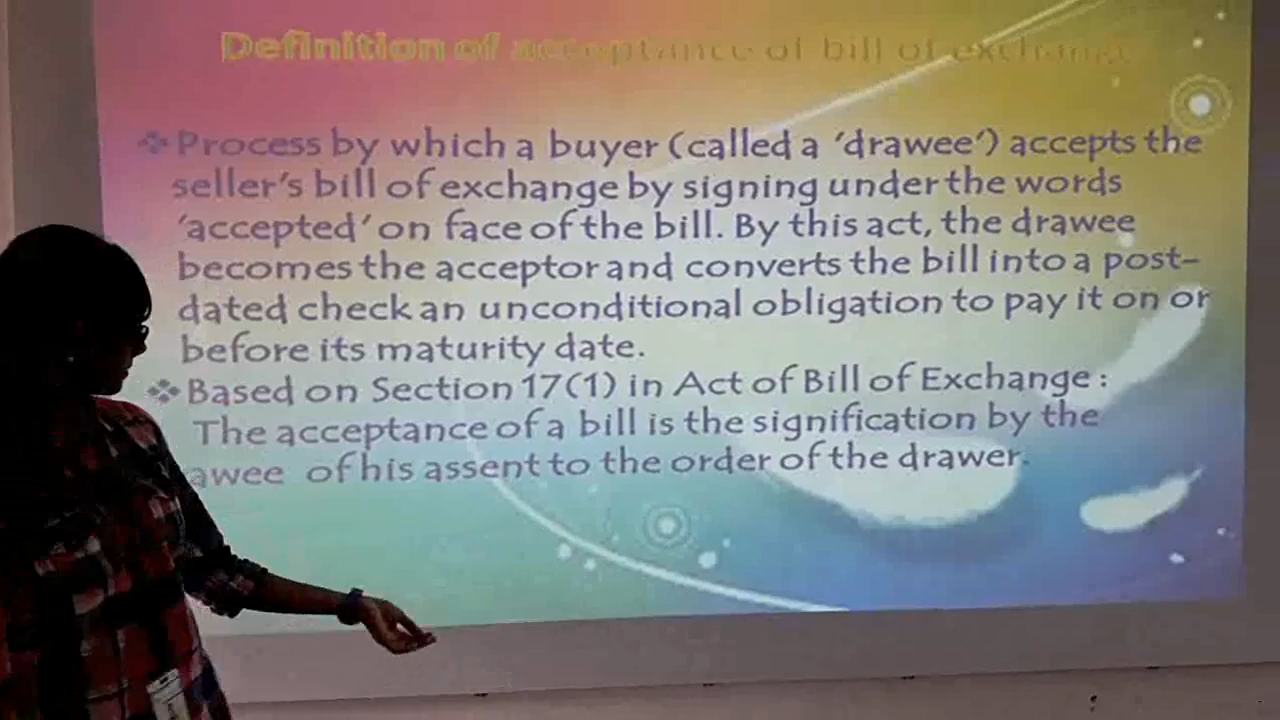 Definition of acceptance of bill of exchange
Process by which a buyer (called a 'drawee') accepts the
seller's bill of exchange by signing under the words
'accepted' on face of the bill. By this act, the drawee
becomes the acceptor and converts the bill into a post-
dated check an unconditional obligation to pay it on or
before its maturity date.
Based on Section 17(1) in Act of Bill of Exchange :
The acceptance of a bill is the signification by the
awee of his assent to the order of the drawer.